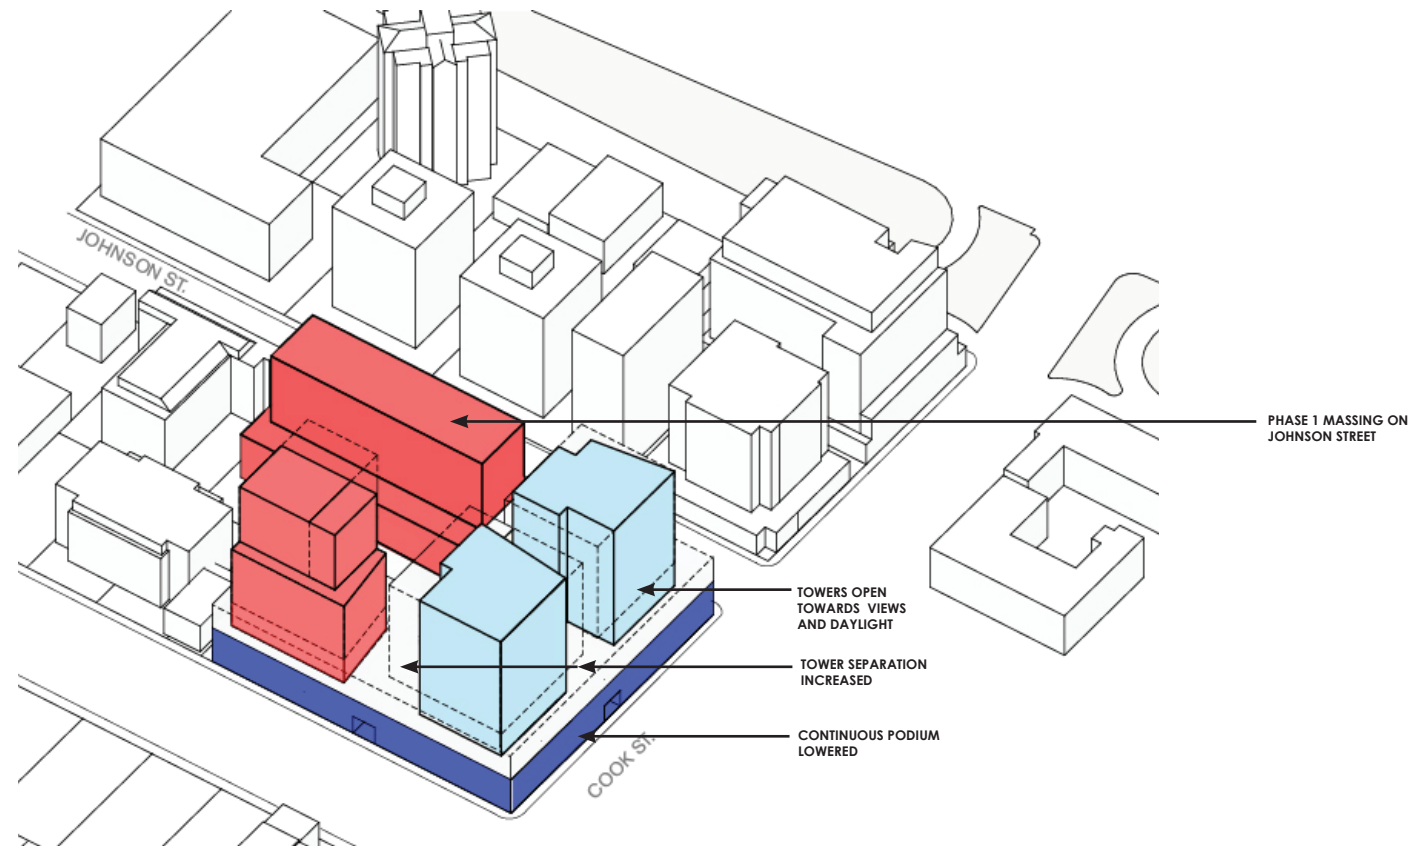 JOHNSON ST.
PHASE 1 MASSING ON
JOHNSON STREET
TOWERS OPEN
TOWARDS VIEWS
AND DAYLIGHT
TOWER SEPARATION
INCREASED
CONTINUOUS PODIUM
LOWERED
COOK ST.